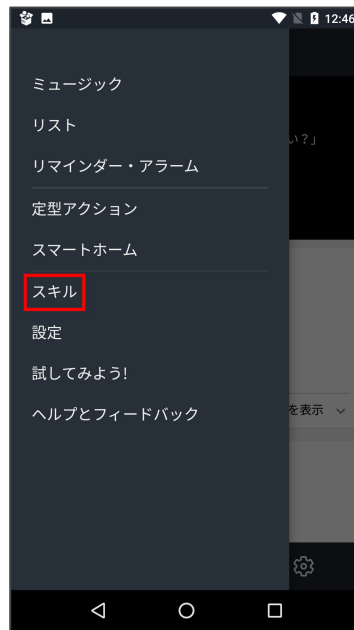 12:46
ミュージック
リスト
い？」
リマインダー・アラーム
定型アクション
スマートホーム
スキル
設定
試してみよう!
ヘルプとフィードバック
を表示